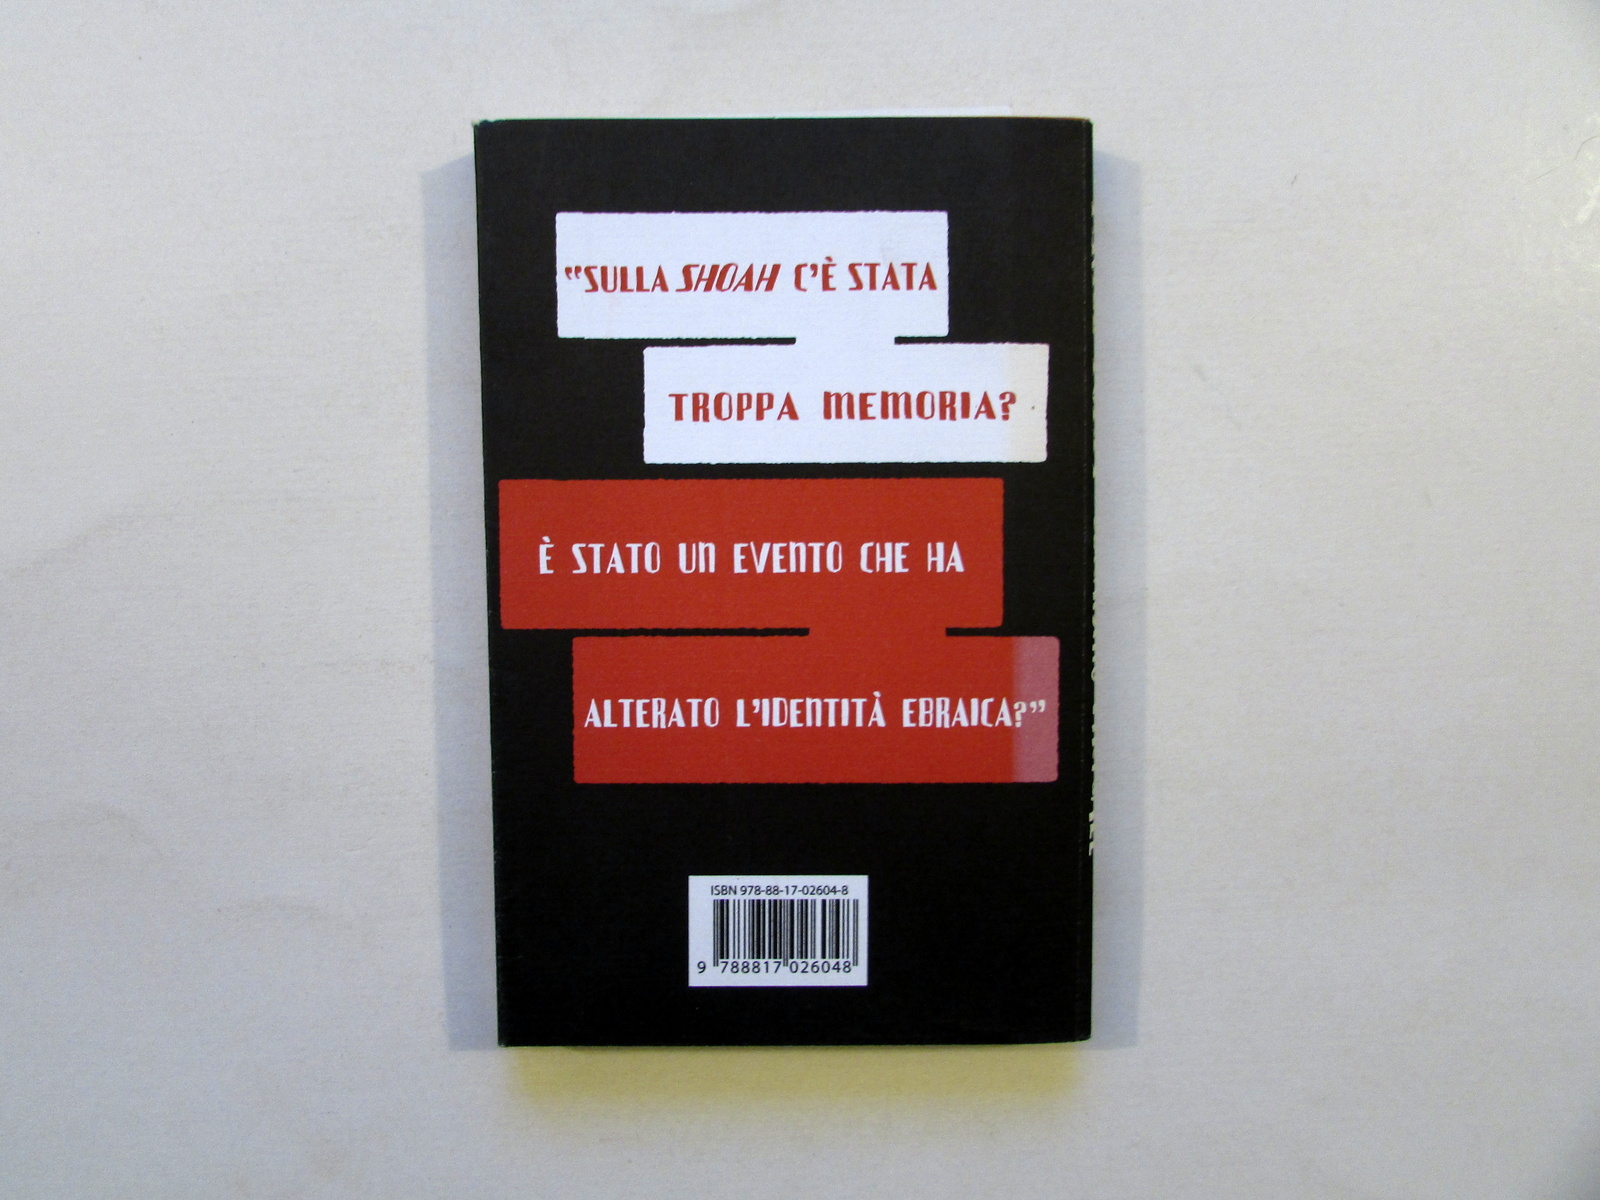 “SULLA SHOAH C'È STATA
TROPPA MEMORIA?
È STATO UN EVENTO CHE HA
ALTERATO L'IDENTITÀ EBRAICA?”
ISBN 978-88-17-02604-8
9 788817 026048